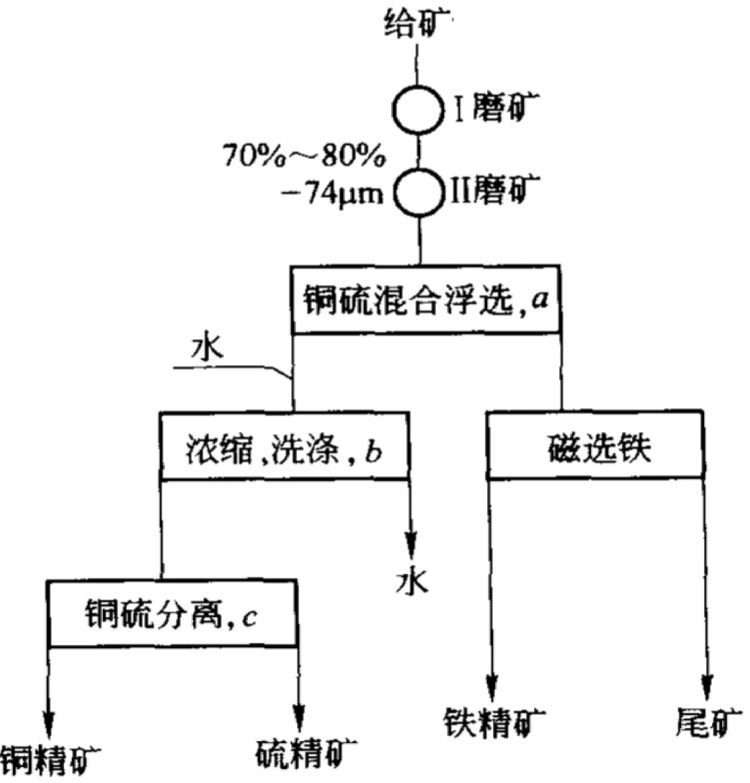 给矿
Ⅰ磨矿
70%～80%
－74μm
Ⅱ磨矿
铜硫混合浮选,a
水
浓缩,洗涤,b
磁选铁
水
铜硫分离,c
铜精矿
硫精矿
铁精矿
尾矿